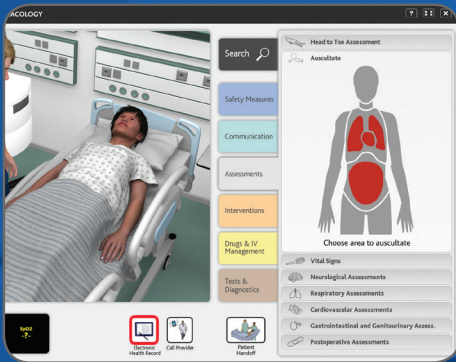 ACOLOGY
?
Search
Safety Measures
Communication
Assessments
Interventions
Drugs & IV
Management
Tests &
Diagnostics
Head to Toe Assessment
Auscultate
Choose area to auscultate
Vital Signs
Neurological Assessments
Respiratory Assessments
Cardiovascular Assessments
Gastrointestinal and Genitourinary Assess.
Postoperative Assessments
SpO2
-?-
Electronic
Health Record
Call Provider
Patient
Handoff